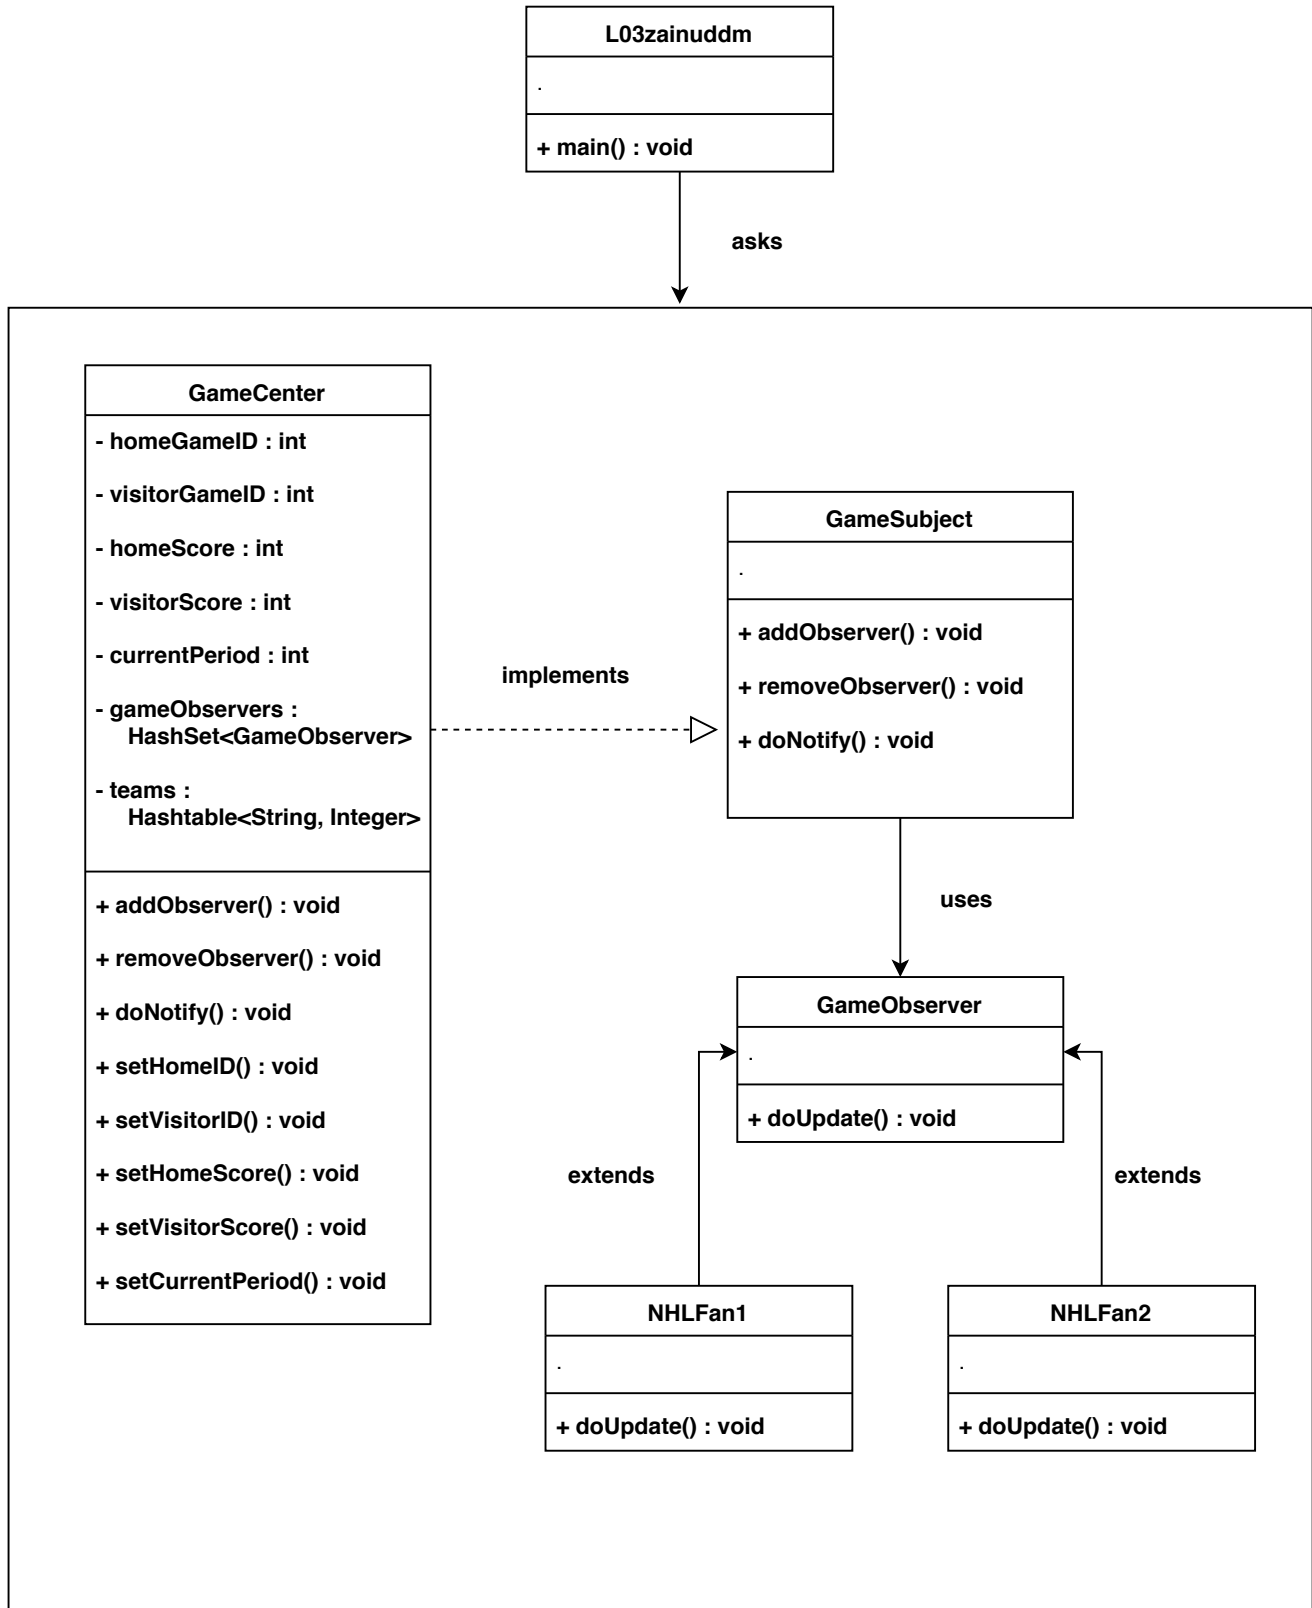 L03zainuddm
.
+ main() : void
asks
GameCenter
- homeGameID : int
- visitorGameID : int
- homeScore : int
- visitorScore : int
- currentPeriod : int
- gameObservers :
HashSet<GameObserver>
- teams :
Hashtable<String, Integer>
+ addObserver() : void
+ removeObserver() : void
+ doNotify() : void
+ setHomeID() : void
+ setVisitorID() : void
+ setHomeScore() : void
+ setVisitorScore() : void
+ setCurrentPeriod() : void
implements
GameSubject
.
+ addObserver() : void
+ removeObserver() : void
+ doNotify() : void
uses
GameObserver
.
+ doUpdate() : void
extends
extends
NHLFan1
.
+ doUpdate() : void
NHLFan2
.
+ doUpdate() : void